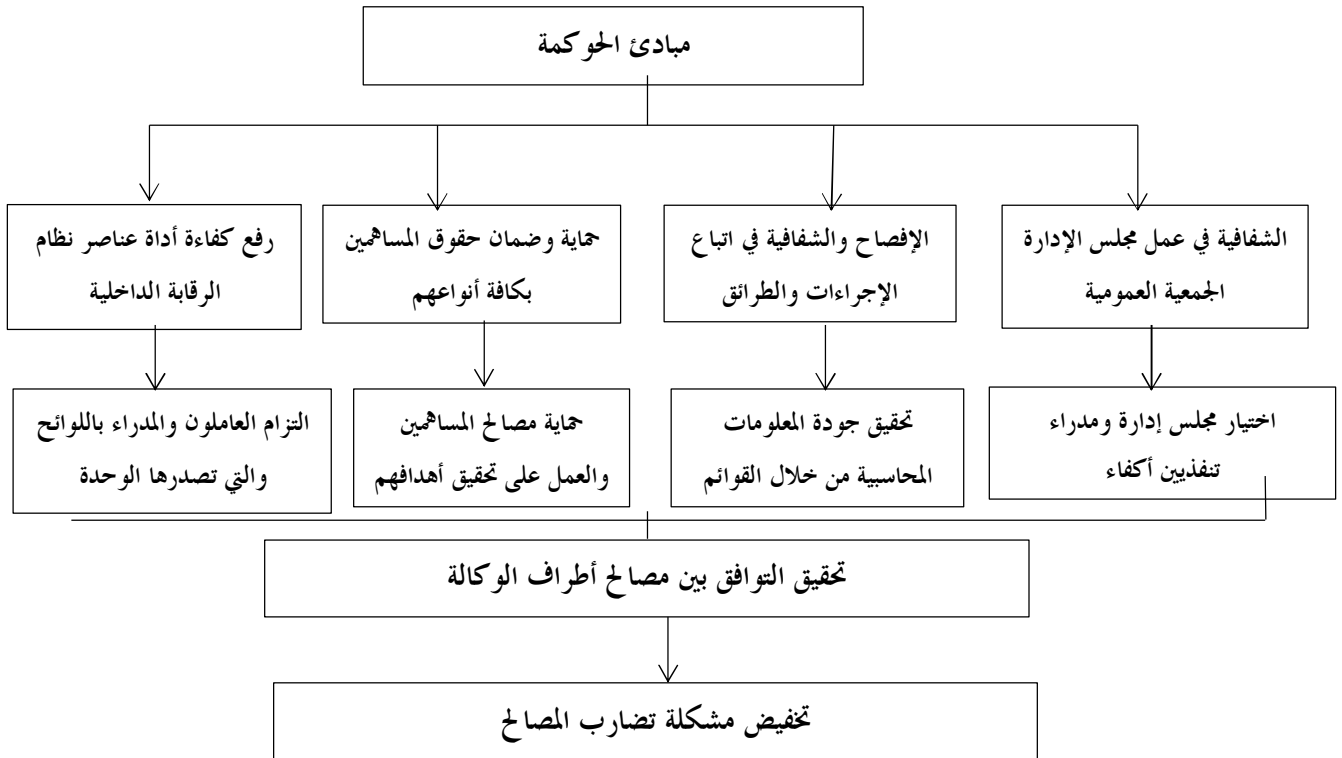 مبادئ الحوكمة
الشفافية في عمل مجلس الإدارة
الجمعية العمومية
الإفصاح والشفافية في اتباع
الإجراءات والطرائق
حماية وضمان حقوق المساهمين
بكافة أنواعهم
رفع كفاءة أداة عناصر نظام
الرقابة الداخلية
اختيار مجلس إدارة ومدراء
تنفذيين أكفاء
تحقيق جودة المعلومات
المحاسبية من خلال القوائم
حماية مصالح المساهمين
والعمل على تحقيق أهدافهم
التزام العاملون والمدراء باللوائح
والتي تصدرها الوحدة
تحقيق التوافق بين مصالح أطراف الوكالة
تخفيض مشكلة تضارب المصالح